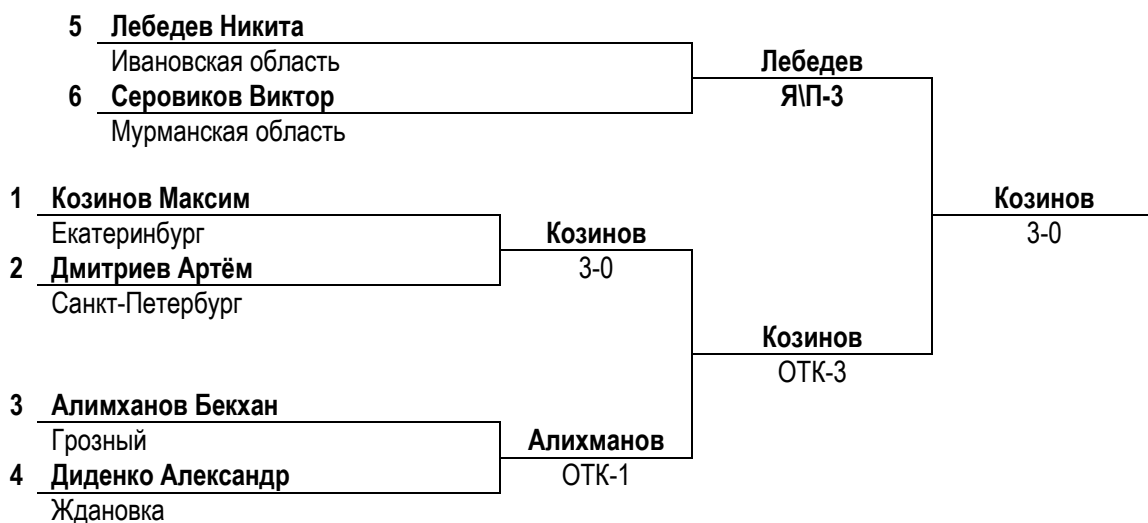 5 Лебедев Никита
Ивановская область
Лебедев
6 Серовиков Виктор
Я\П-3
Мурманская область
1 Козинов Максим
Козинов
Екатеринбург
Козинов
3-0
2 Дмитриев Артём
3-0
Санкт-Петербург
Козинов
ОТК-3
3 Алимханов Бекхан
Грозный
Алихманов
4 Диденко Александр
ОТК-1
Ждановка